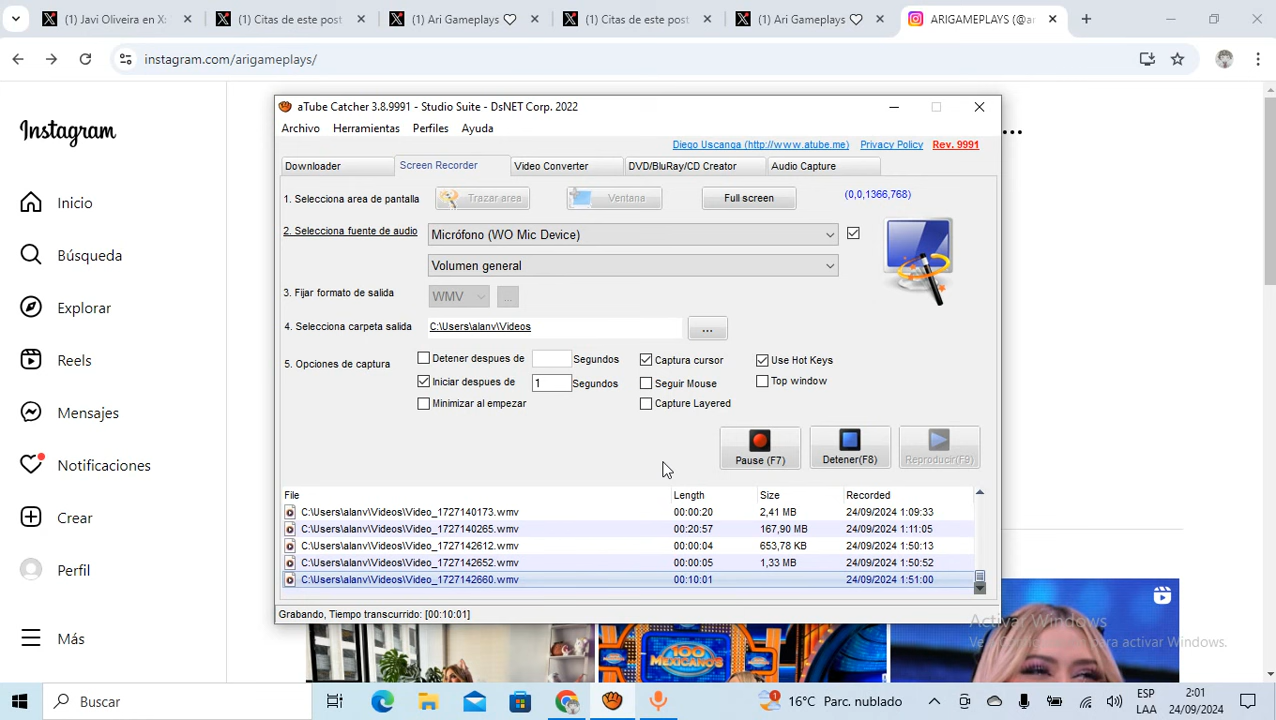 (1) Javi Oliveira en X
(1) Citas de este post
(1) Ari Gameplays
(1) Citas de este post
(1) Ari Gameplays
ARIGAMEPLAYS (@a
instagram.com/arigameplays/
Instagram
Inicio
Búsqueda
Explorar
Reels
Mensajes
Notificaciones
Crear
Perfil
Más
aTube Catcher 3.8.9991 - Studio Suite - DsNET Corp. 2022
Archivo Herramientas Perfiles Ayuda
Diego Uscanga (http://www.atube.me) Privacy Policy Rev. 9991
Downloader Screen Recorder Video Converter DVD/BluRay/CD Creator Audio Capture
1. Selecciona area de pantalla Trazar area Ventana Full screen (0,0,1366,768)
2. Selecciona fuente de audio Micrófono (WO Mic Device)
Volumen general
3. Fijar formato de salida WMV ...
4. Selecciona carpeta salida C:\Users\alanv\Videos ...
5. Opciones de captura
Detener despues de Segundos Captura cursor Use Hot Keys
Iniciar despues de 1 Segundos Seguir Mouse Top window
Minimizar al empezar Capture Layered
Pause (F7) Detener(F8) Reproducir(F9)
File Length Size Recorded
C:\Users\alanv\Videos\Video_1727140173.wmv 00:00:20 2,41 MB 24/09/2024 1:09:33
C:\Users\alanv\Videos\Video_1727140265.wmv 00:20:57 167,90 MB 24/09/2024 1:11:05
C:\Users\alanv\Videos\Video_1727142612.wmv 00:00:04 653,78 KB 24/09/2024 1:50:13
C:\Users\alanv\Videos\Video_1727142652.wmv 00:00:05 1,33 MB 24/09/2024 1:50:52
C:\Users\alanv\Videos\Video_1727142660.wmv 00:10:01 24/09/2024 1:51:00
Grabando, Tiempo transcurrido: [00:10:01]
100
MEXICANOS
Activar Windows
para activar Windows.
Buscar
16°C Parc. nublado
ESP
LAA
2:01
24/09/2024